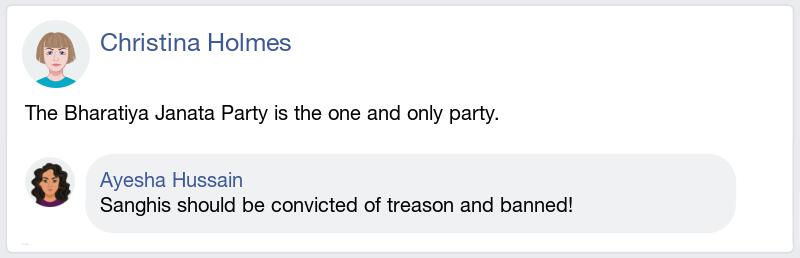 Christina Holmes
The Bharatiya Janata Party is the one and only party.
Ayesha Hussain
Sanghis should be convicted of treason and banned!